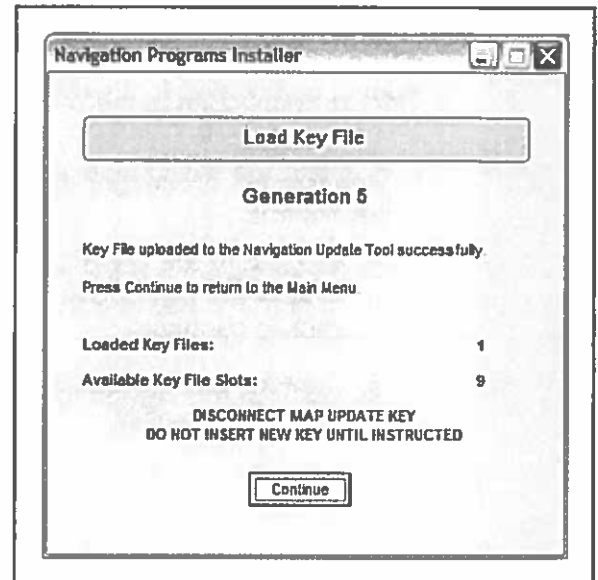 Navigation Programs Installer
Load Key File
Generation 5
Key File uploaded to the Navigation Update Tool successfully.
Press Continue to return to the Main Menu.
Loaded Key Files: 1
Available Key File Slots: 9
DISCONNECT MAP UPDATE KEY
DO NOT INSERT NEW KEY UNTIL INSTRUCTED
Continue